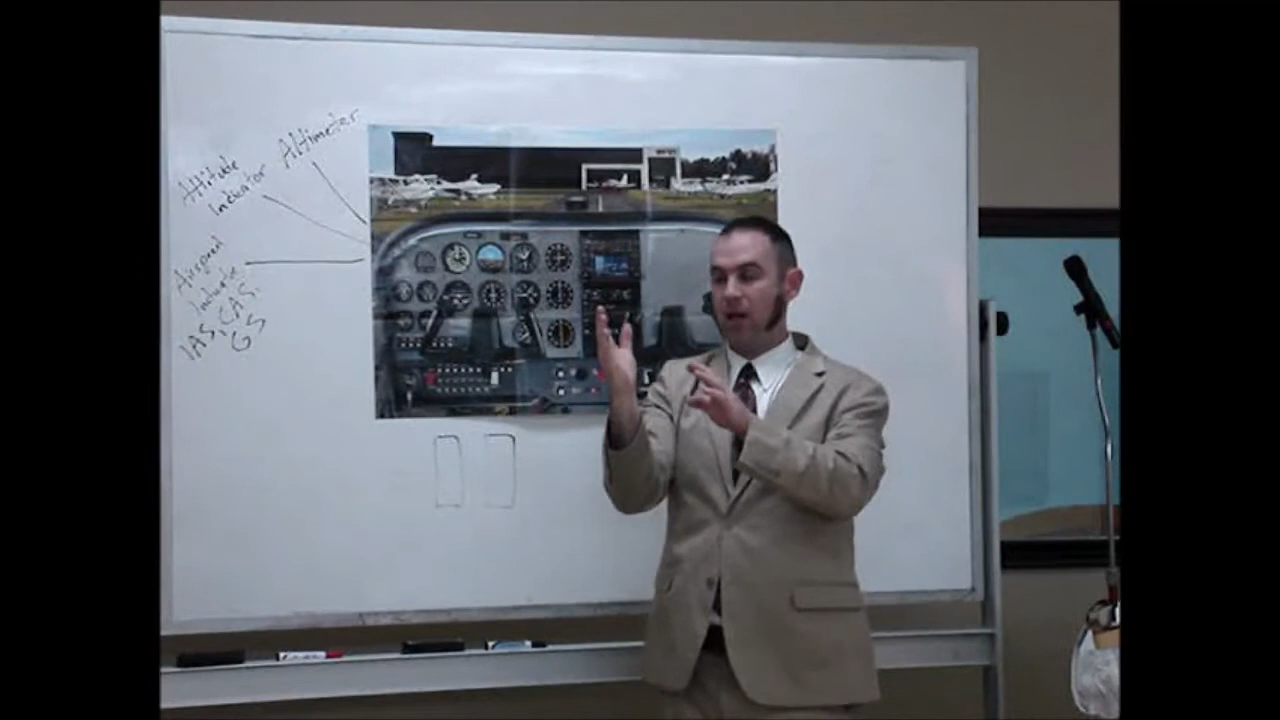 Altimeter
Attitude
Indicator
Airspeed
Indicator
IAS, CAS,
GS